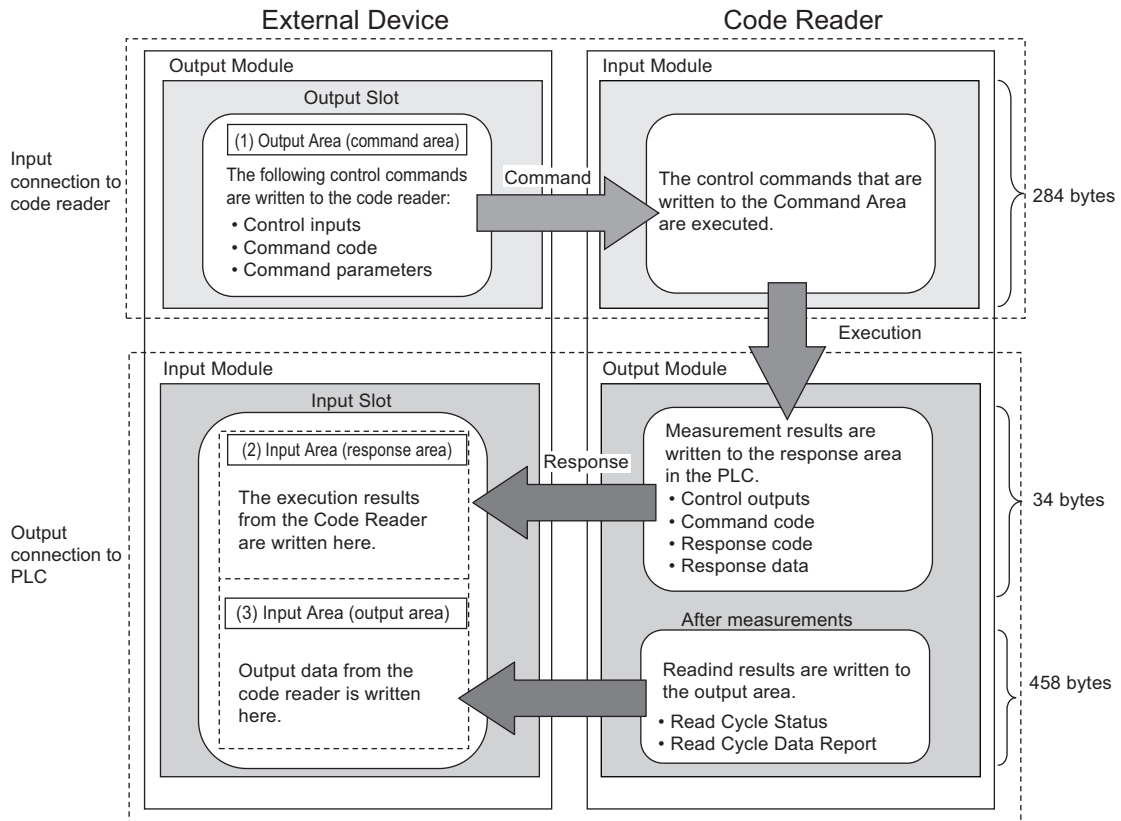 External Device
Code Reader
Output Module
Input Module
Output Slot
(1) Output Area (command area)
The following control commands
are written to the code reader:
• Control inputs
• Command code
• Command parameters
Command
The control commands that are
written to the Command Area
are executed.
Input
connection to
code reader
284 bytes
Execution
Input Module
Output Module
Input Slot
(2) Input Area (response area)
The execution results
from the Code Reader
are written here.
Response
Measurement results are
written to the response area
in the PLC.
• Control outputs
• Command code
• Response code
• Response data
34 bytes
Output
connection to
PLC
(3) Input Area (output area)
Output data from the
code reader is written
here.
After measurements
Readind results are written to
the output area.
• Read Cycle Status
• Read Cycle Data Report
458 bytes